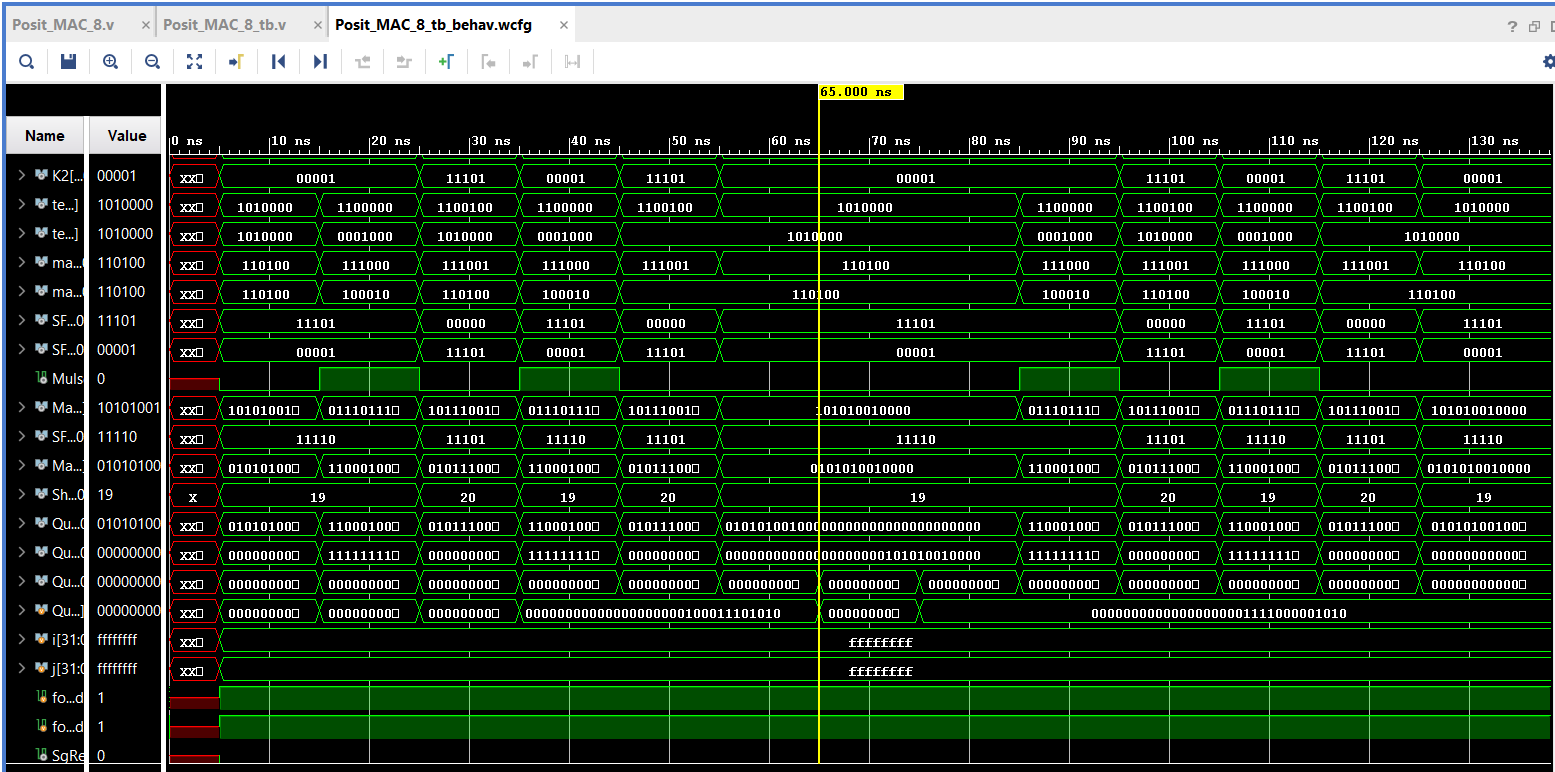 Posit_MAC_8.v × Posit_MAC_8_tb.v × Posit_MAC_8_tb_behav.wcfg × ?
65.000 ns
Name Value 0 ns 10 ns 20 ns 30 ns 40 ns 50 ns 60 ns 70 ns 80 ns 90 ns 100 ns 110 ns 120 ns 130 ns
K2[... 00001 xx 00001 11101 00001 11101 00001 11101 00001 11101 00001
te...] 1010000 xx 1010000 1100000 1100100 1100000 1100100 1010000 1100000 1100100 1100000 1100100 1010000
te...] 1010000 xx 1010000 0001000 1010000 0001000 1010000 0001000 1010000 0001000 1010000
ma...0 110100 xx 110100 111000 111001 111000 111001 110100 111000 111001 111000 111001 110100
ma...0 110100 xx 110100 100010 110100 100010 110100 100010 110100 100010 110100
SF...0 11101 xx 11101 00000 11101 00000 11101 00000 11101 00000 11101
SF...0 00001 xx 00001 11101 00001 11101 00001 11101 00001 11101 00001
Muls 0
Ma...] 10101001 xx 10101001 01110111 10111001 01110111 10111001 101010010000 01110111 10111001 01110111 10111001 101010010000
SF...0 11110 xx 11110 11101 11110 11101 11110 11101 11110 11101 11110
Ma...] 01010100 xx 01010100 11000100 01011100 11000100 01011100 0101010010000 11000100 01011100 11000100 01011100 0101010010000
Sh...0 19 x 19 20 19 20 19 20 19 20 19
Qu...0 01010100 xx 01010100 11000100 01011100 11000100 01011100 11000100 01011100 11000100 01011100 01010100100
Qu...0 00000000 xx 00000000 11111111 00000000 11111111 00000000 11111111 00000000 11111111 00000000 00000000000
Qu...0 00000000 xx 00000000 00000000 00000000 00000000 00000000 00000000 00000000 00000000 00000000 00000000 00000000 00000000 00000000000
Qu...] 00000000 xx 00000000 00000000 00000000 00000000
i[31:0 ffffffff xx ffffffff
j[31:0 ffffffff xx ffffffff
fo...d 1
fo...d 1
SgRe 0